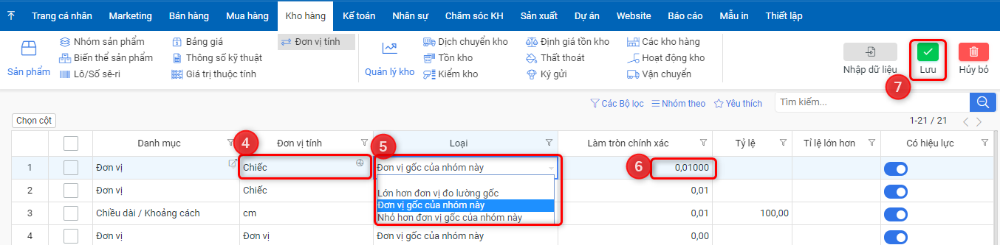 Trang cá nhân Marketing Bán hàng Mua hàng Kho hàng Kế toán Nhân sự Chăm sóc KH Sản xuất Dự án Website Báo cáo Mẫu in Thiết lập
Nhóm sản phẩm Bảng giá Đơn vị tính Dịch chuyển kho Định giá tồn kho Các kho hàng
Biến thể sản phẩm Thông số kỹ thuật Tồn kho Thất thoát Hoạt động kho
Sản phẩm Lô/Số sê-ri Giá trị thuộc tính Quản lý kho Kiểm kho Ký gửi Vận chuyển Nhập dữ liệu Lưu Hủy bỏ
7
Các Bộ lọc Nhóm theo Yêu thích Tìm kiếm...
Chọn cột 1-21 / 21
Danh mục 4 Đơn vị tính 5 Loại Làm tròn chính xác Tỷ lệ Tỉ lệ lớn hơn Có hiệu lực
1 Đơn vị Chiếc Đơn vị gốc của nhóm này 6 0,01000
Lớn hơn đơn vị đo lường gốc
Đơn vị gốc của nhóm này
Nhỏ hơn đơn vị gốc của nhóm này
2 Đơn vị Chiếc 0,01
3 Chiều dài / Khoảng cách cm 0,01 100,00
4 Đơn vị Đơn vị Đơn vị gốc của nhóm này 0,00